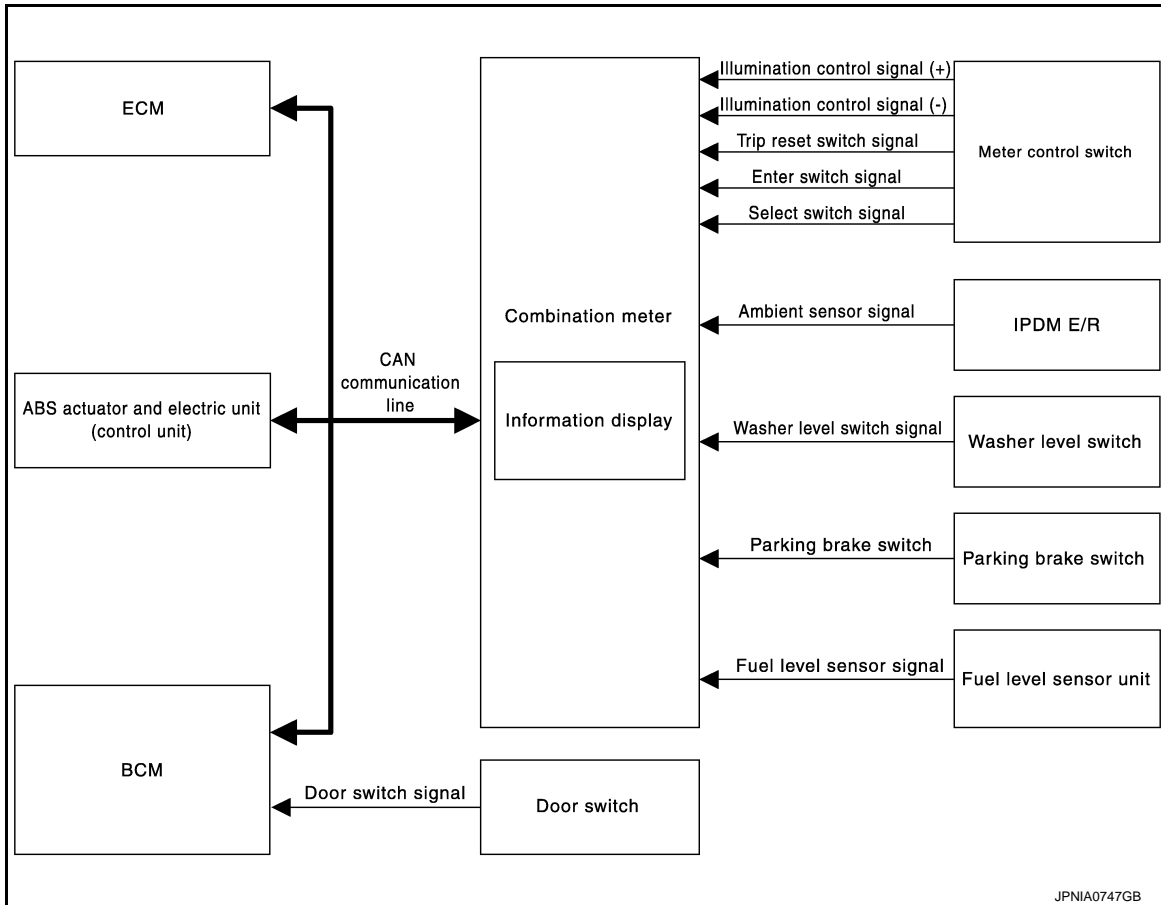 ECM
ABS actuator and electric unit
(control unit)
BCM
CAN
communication
line
Door switch signal
Combination meter
Information display
Door switch
Illumination control signal (+)
Illumination control signal (-)
Trip reset switch signal
Enter switch signal
Select switch signal
Meter control switch
Ambient sensor signal
IPDM E/R
Washer level switch signal
Washer level switch
Parking brake switch
Parking brake switch
Fuel level sensor signal
Fuel level sensor unit
JPNIA0747GB